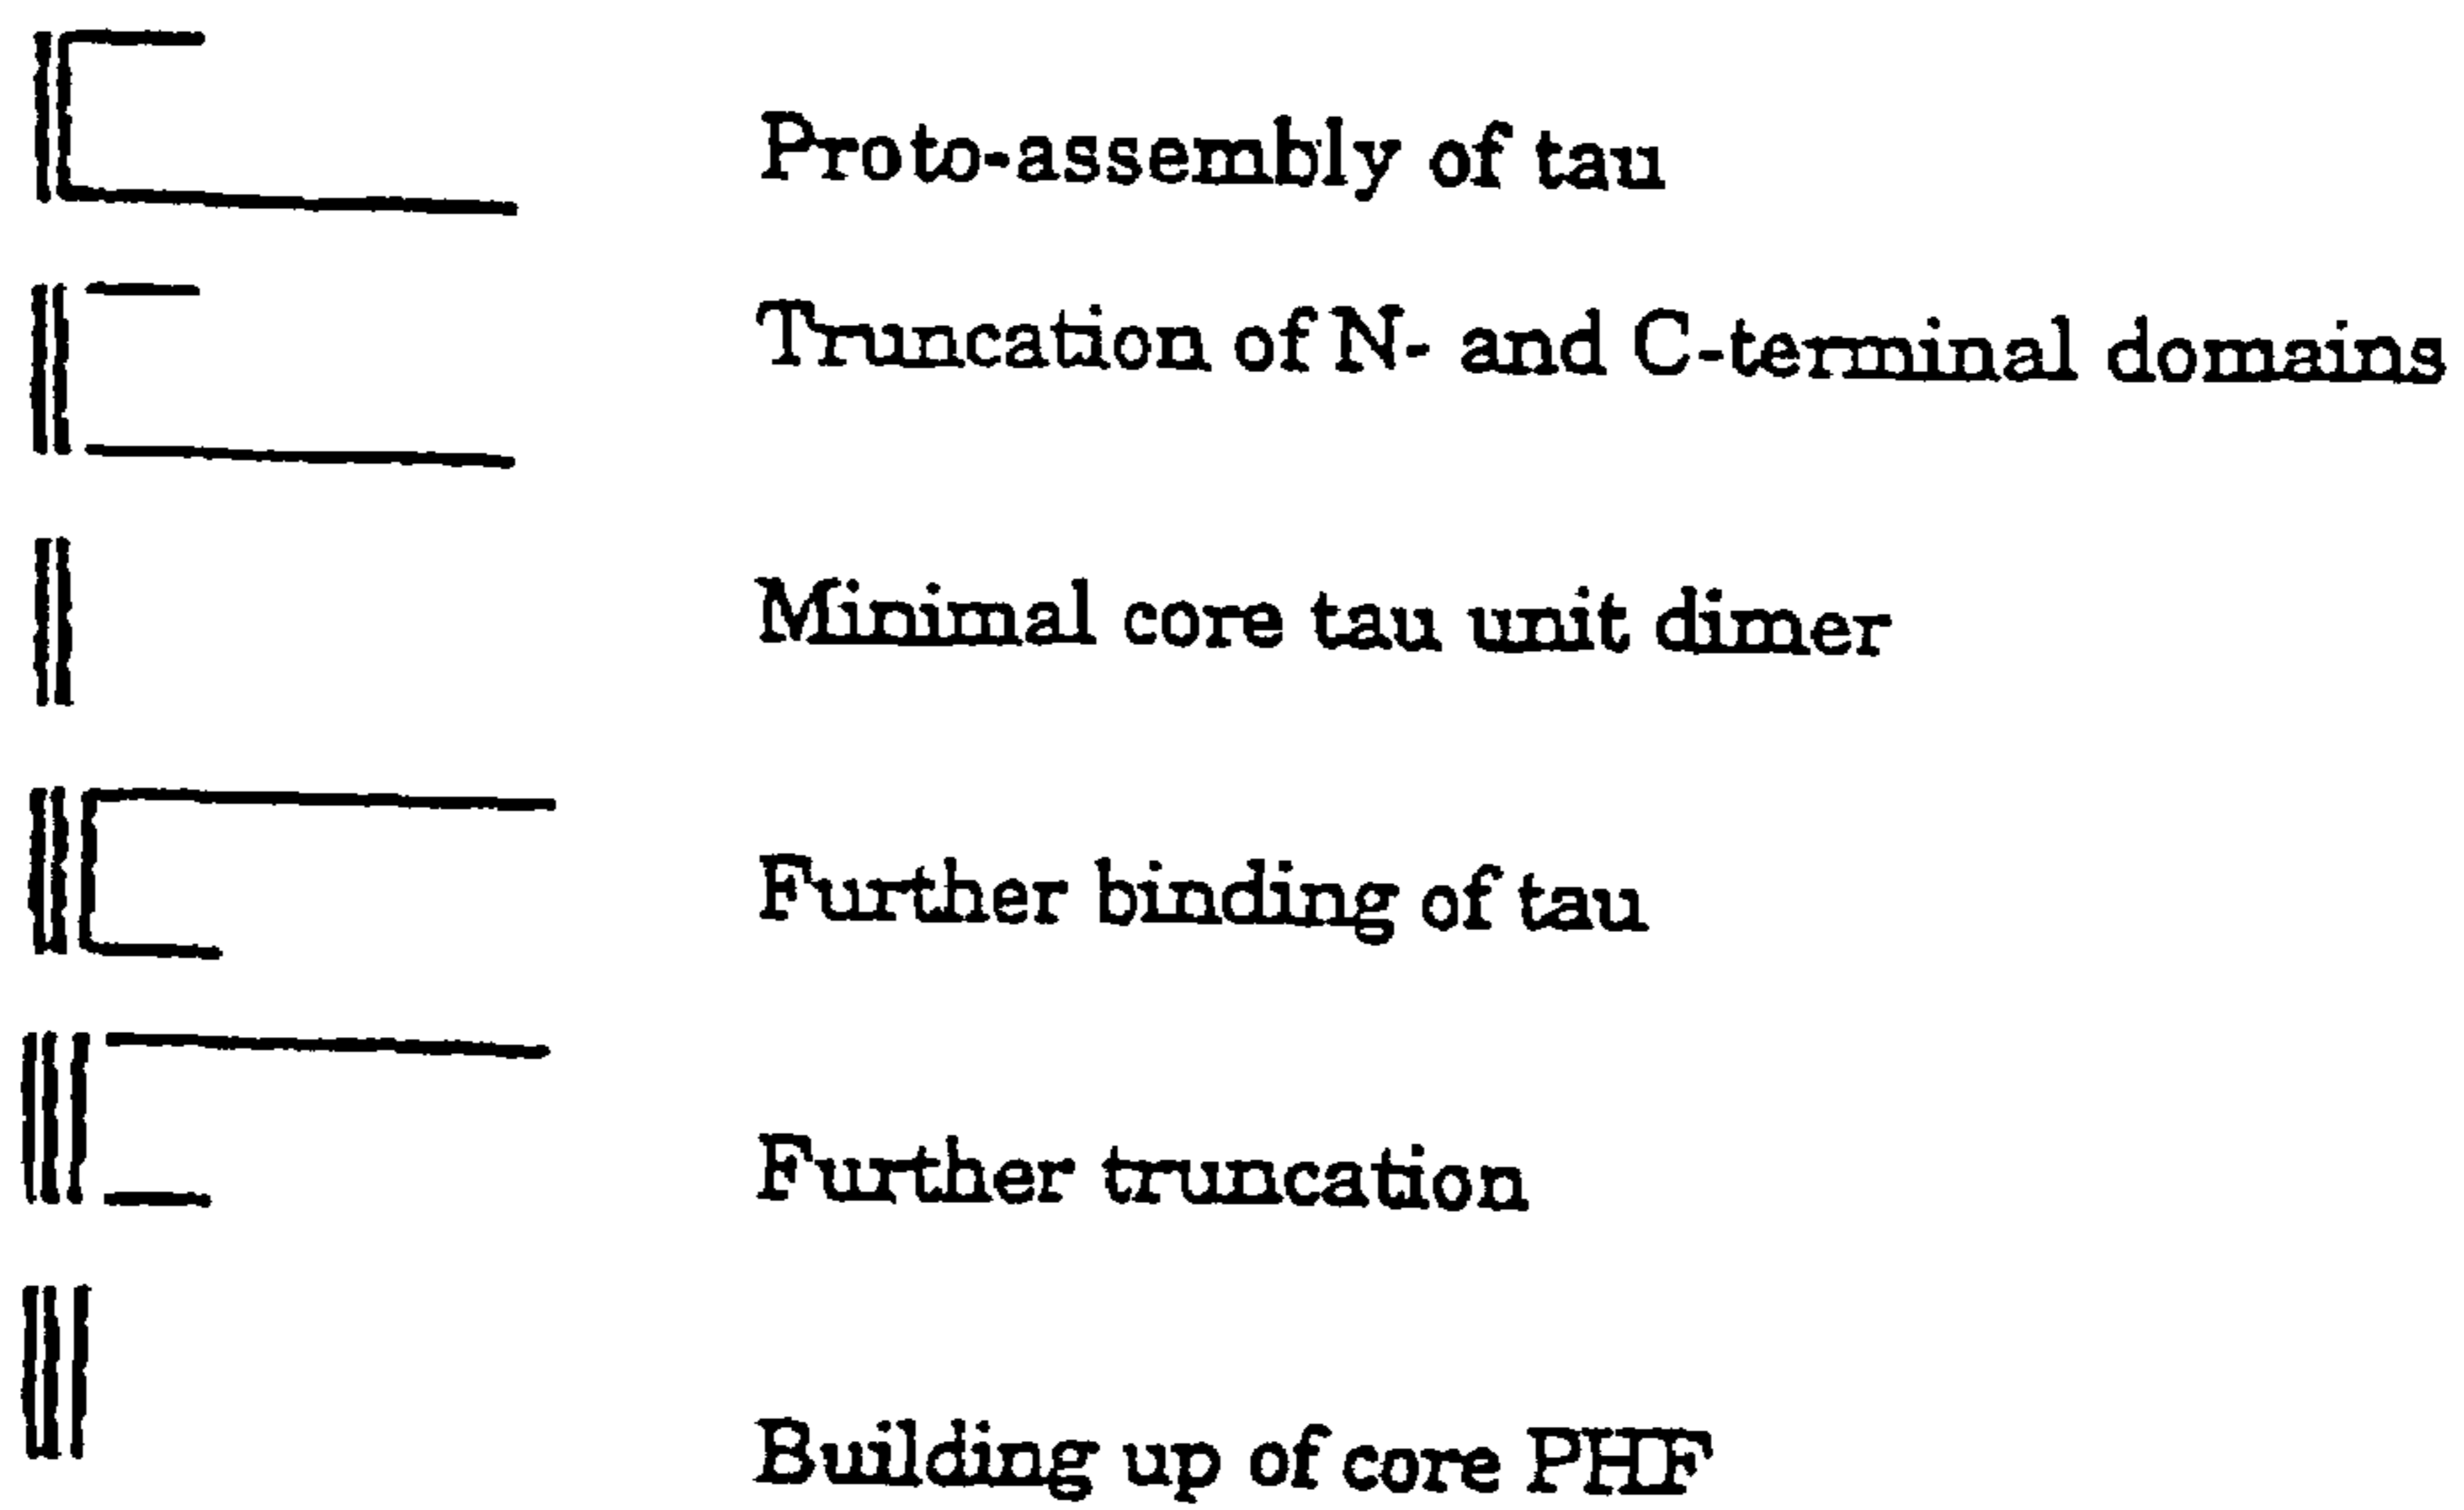 Proto-assembly of tau
Truncation of N- and C-terminal domains
Minimal core tau unit dimer
Further binding of tau
Further truncation
Building up of core PHF